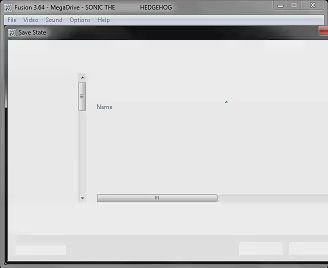 Fusion 3.64 - MegaDrive - SONIC THE HEDGEHOG
File Video Sound Options Help
Save State
Name